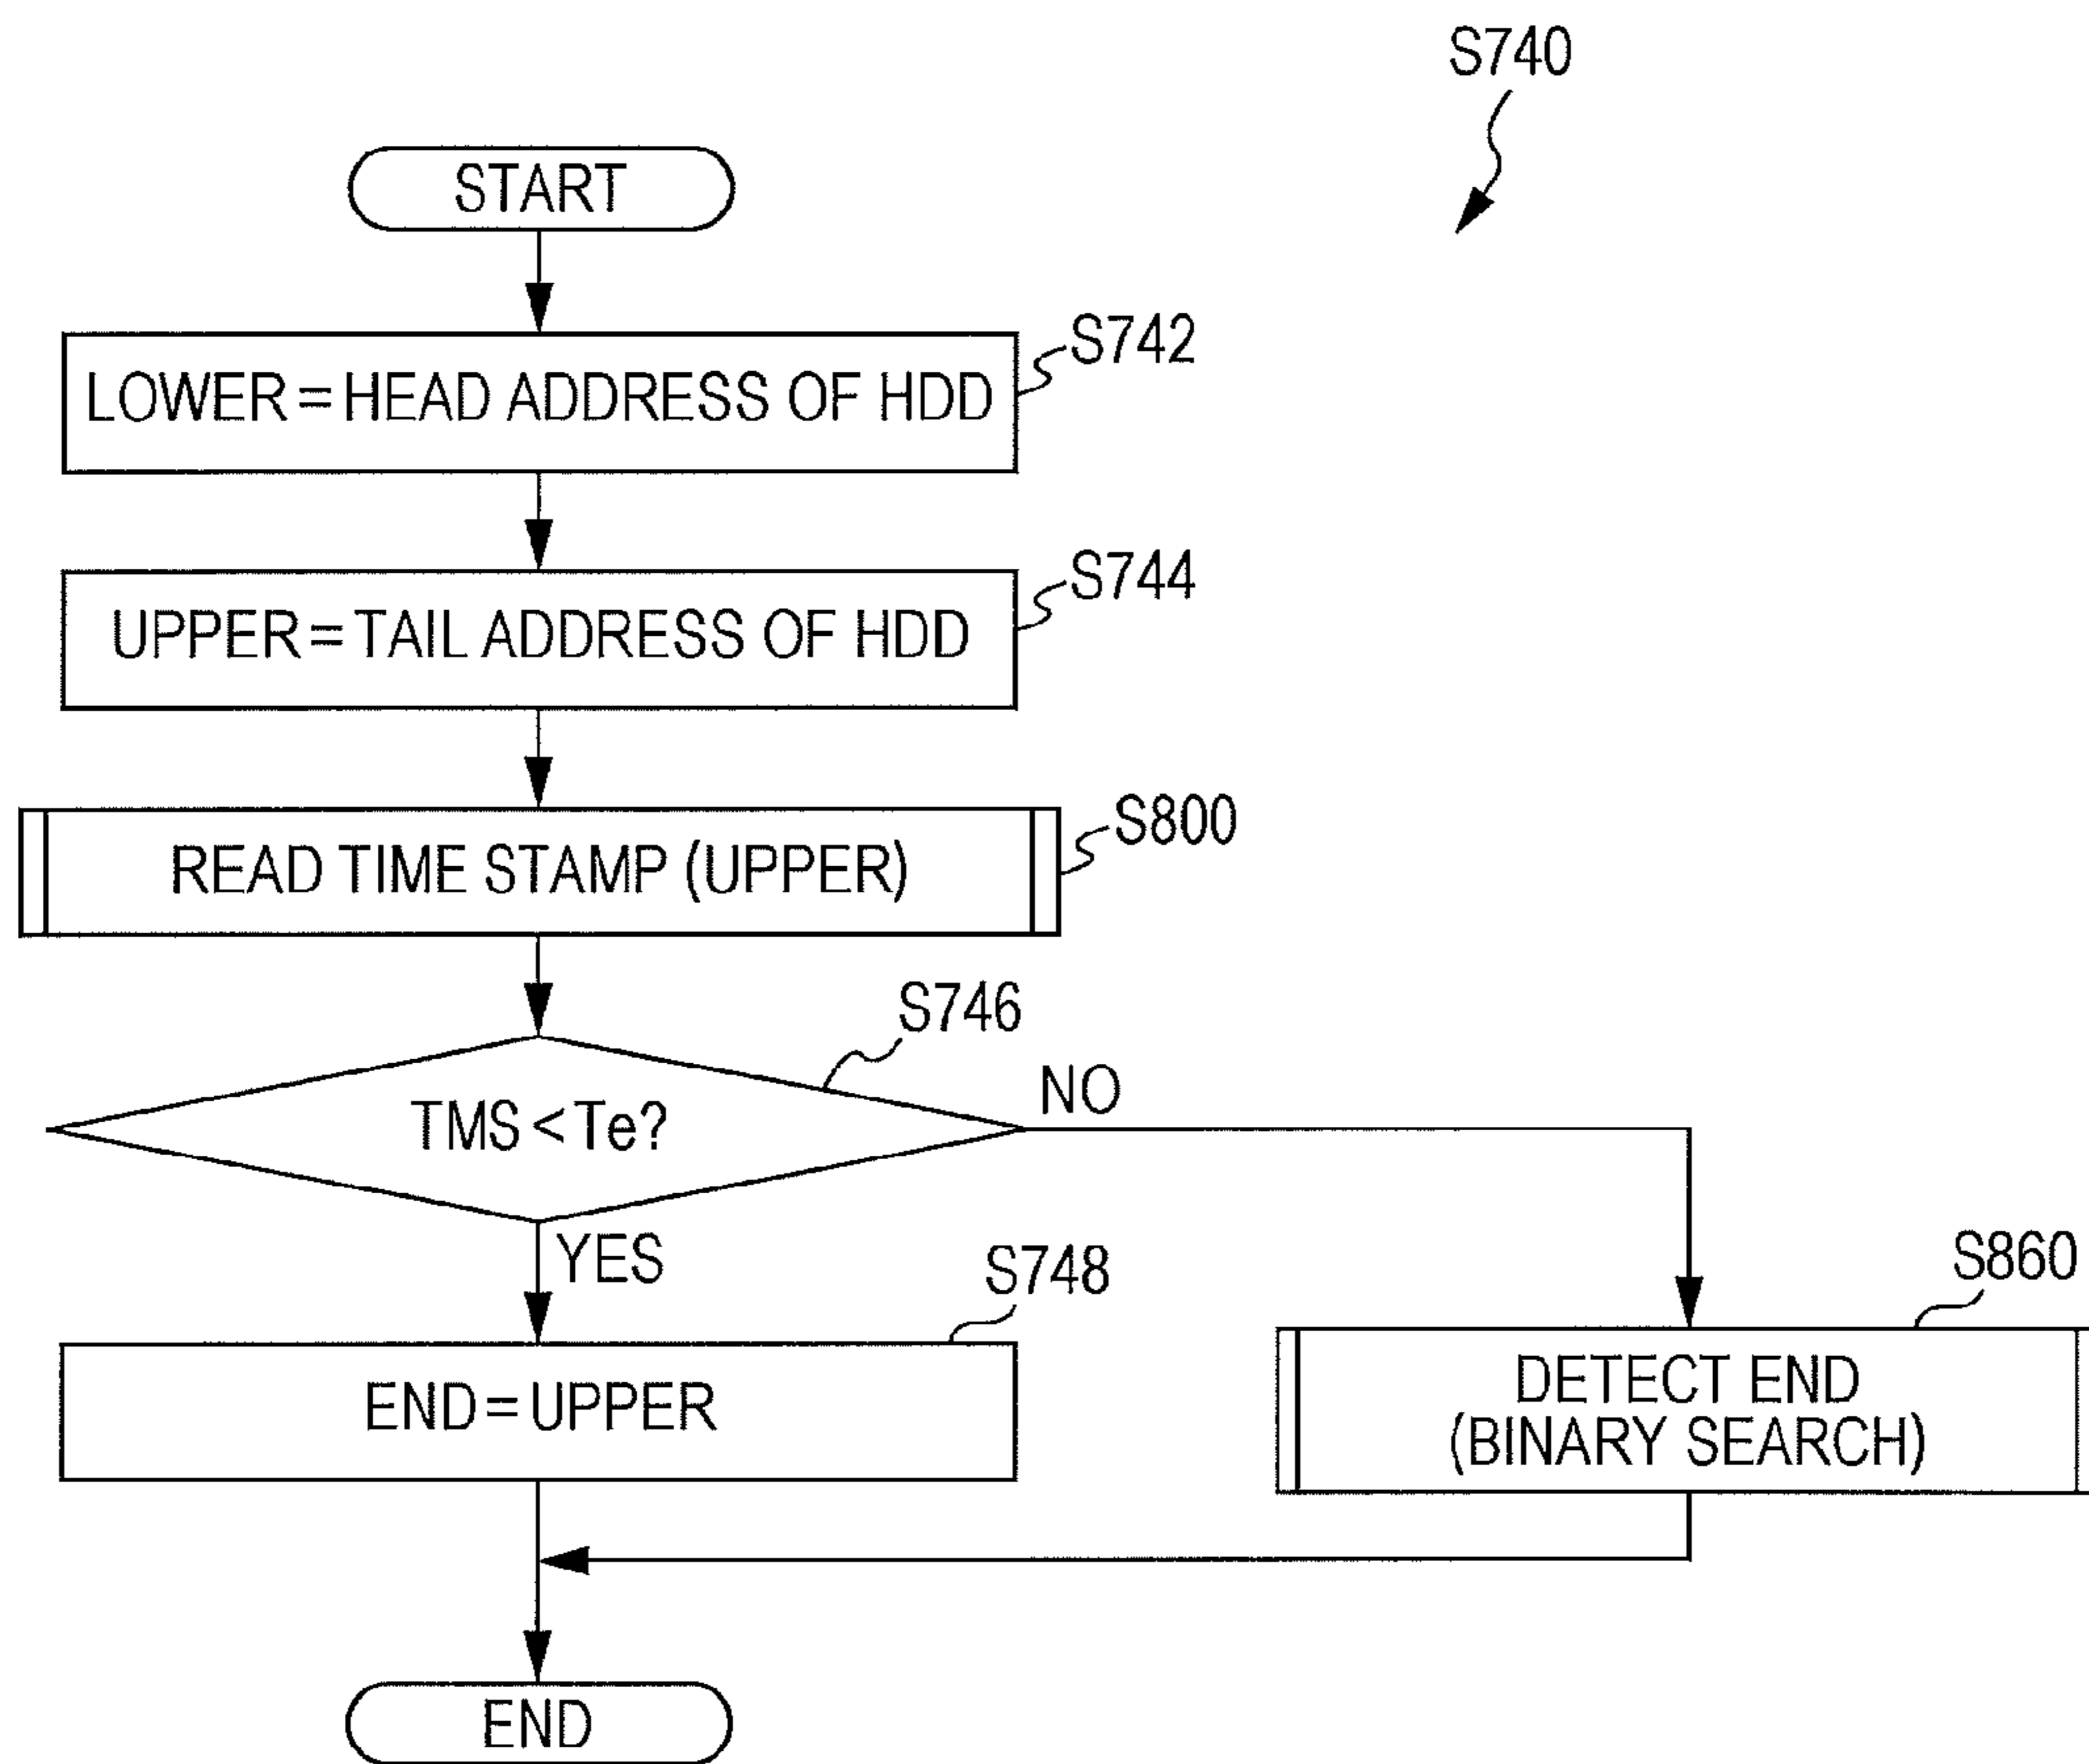 S740
START
S742
LOWER = HEAD ADDRESS OF HDD
S744
UPPER = TAIL ADDRESS OF HDD
S800
READ TIME STAMP (UPPER)
S746
TMS < Te?
NO
YES
S748
END = UPPER
S860
DETECT END
(BINARY SEARCH)
END